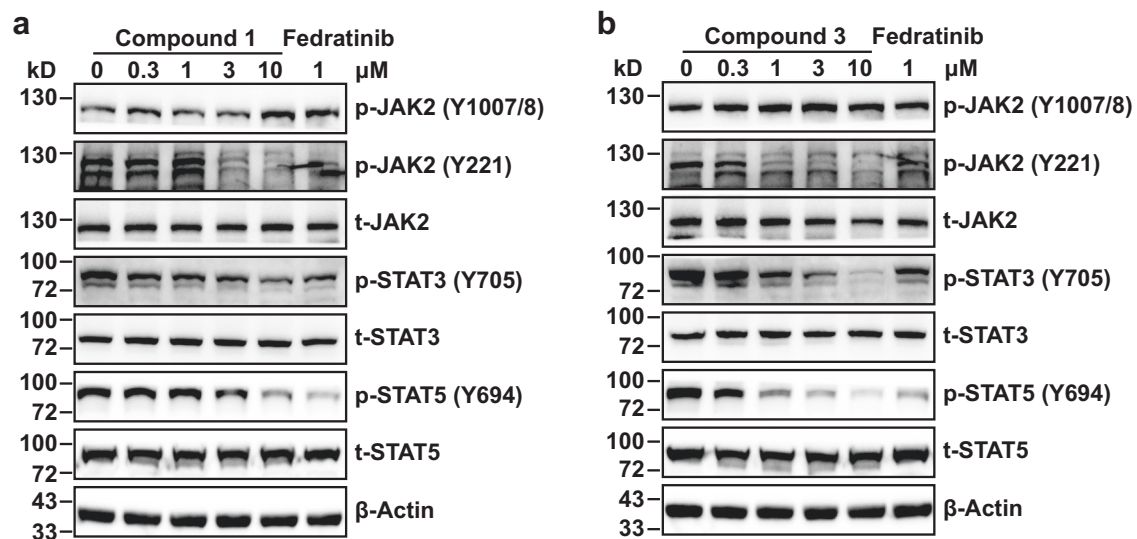 a
Compound 1 Fedratinib
kD 0 0.3 1 3 10 1 μM
130 p-JAK2 (Y1007/8)
130 p-JAK2 (Y221)
130 t-JAK2
100 p-STAT3 (Y705)
72
100 t-STAT3
72
100 p-STAT5 (Y694)
72
100 t-STAT5
72
43 β-Actin
33
b
Compound 3 Fedratinib
kD 0 0.3 1 3 10 1 μM
130 p-JAK2 (Y1007/8)
130 p-JAK2 (Y221)
130 t-JAK2
100 p-STAT3 (Y705)
72
100 t-STAT3
72
100 p-STAT5 (Y694)
72
100 t-STAT5
72
43 β-Actin
33